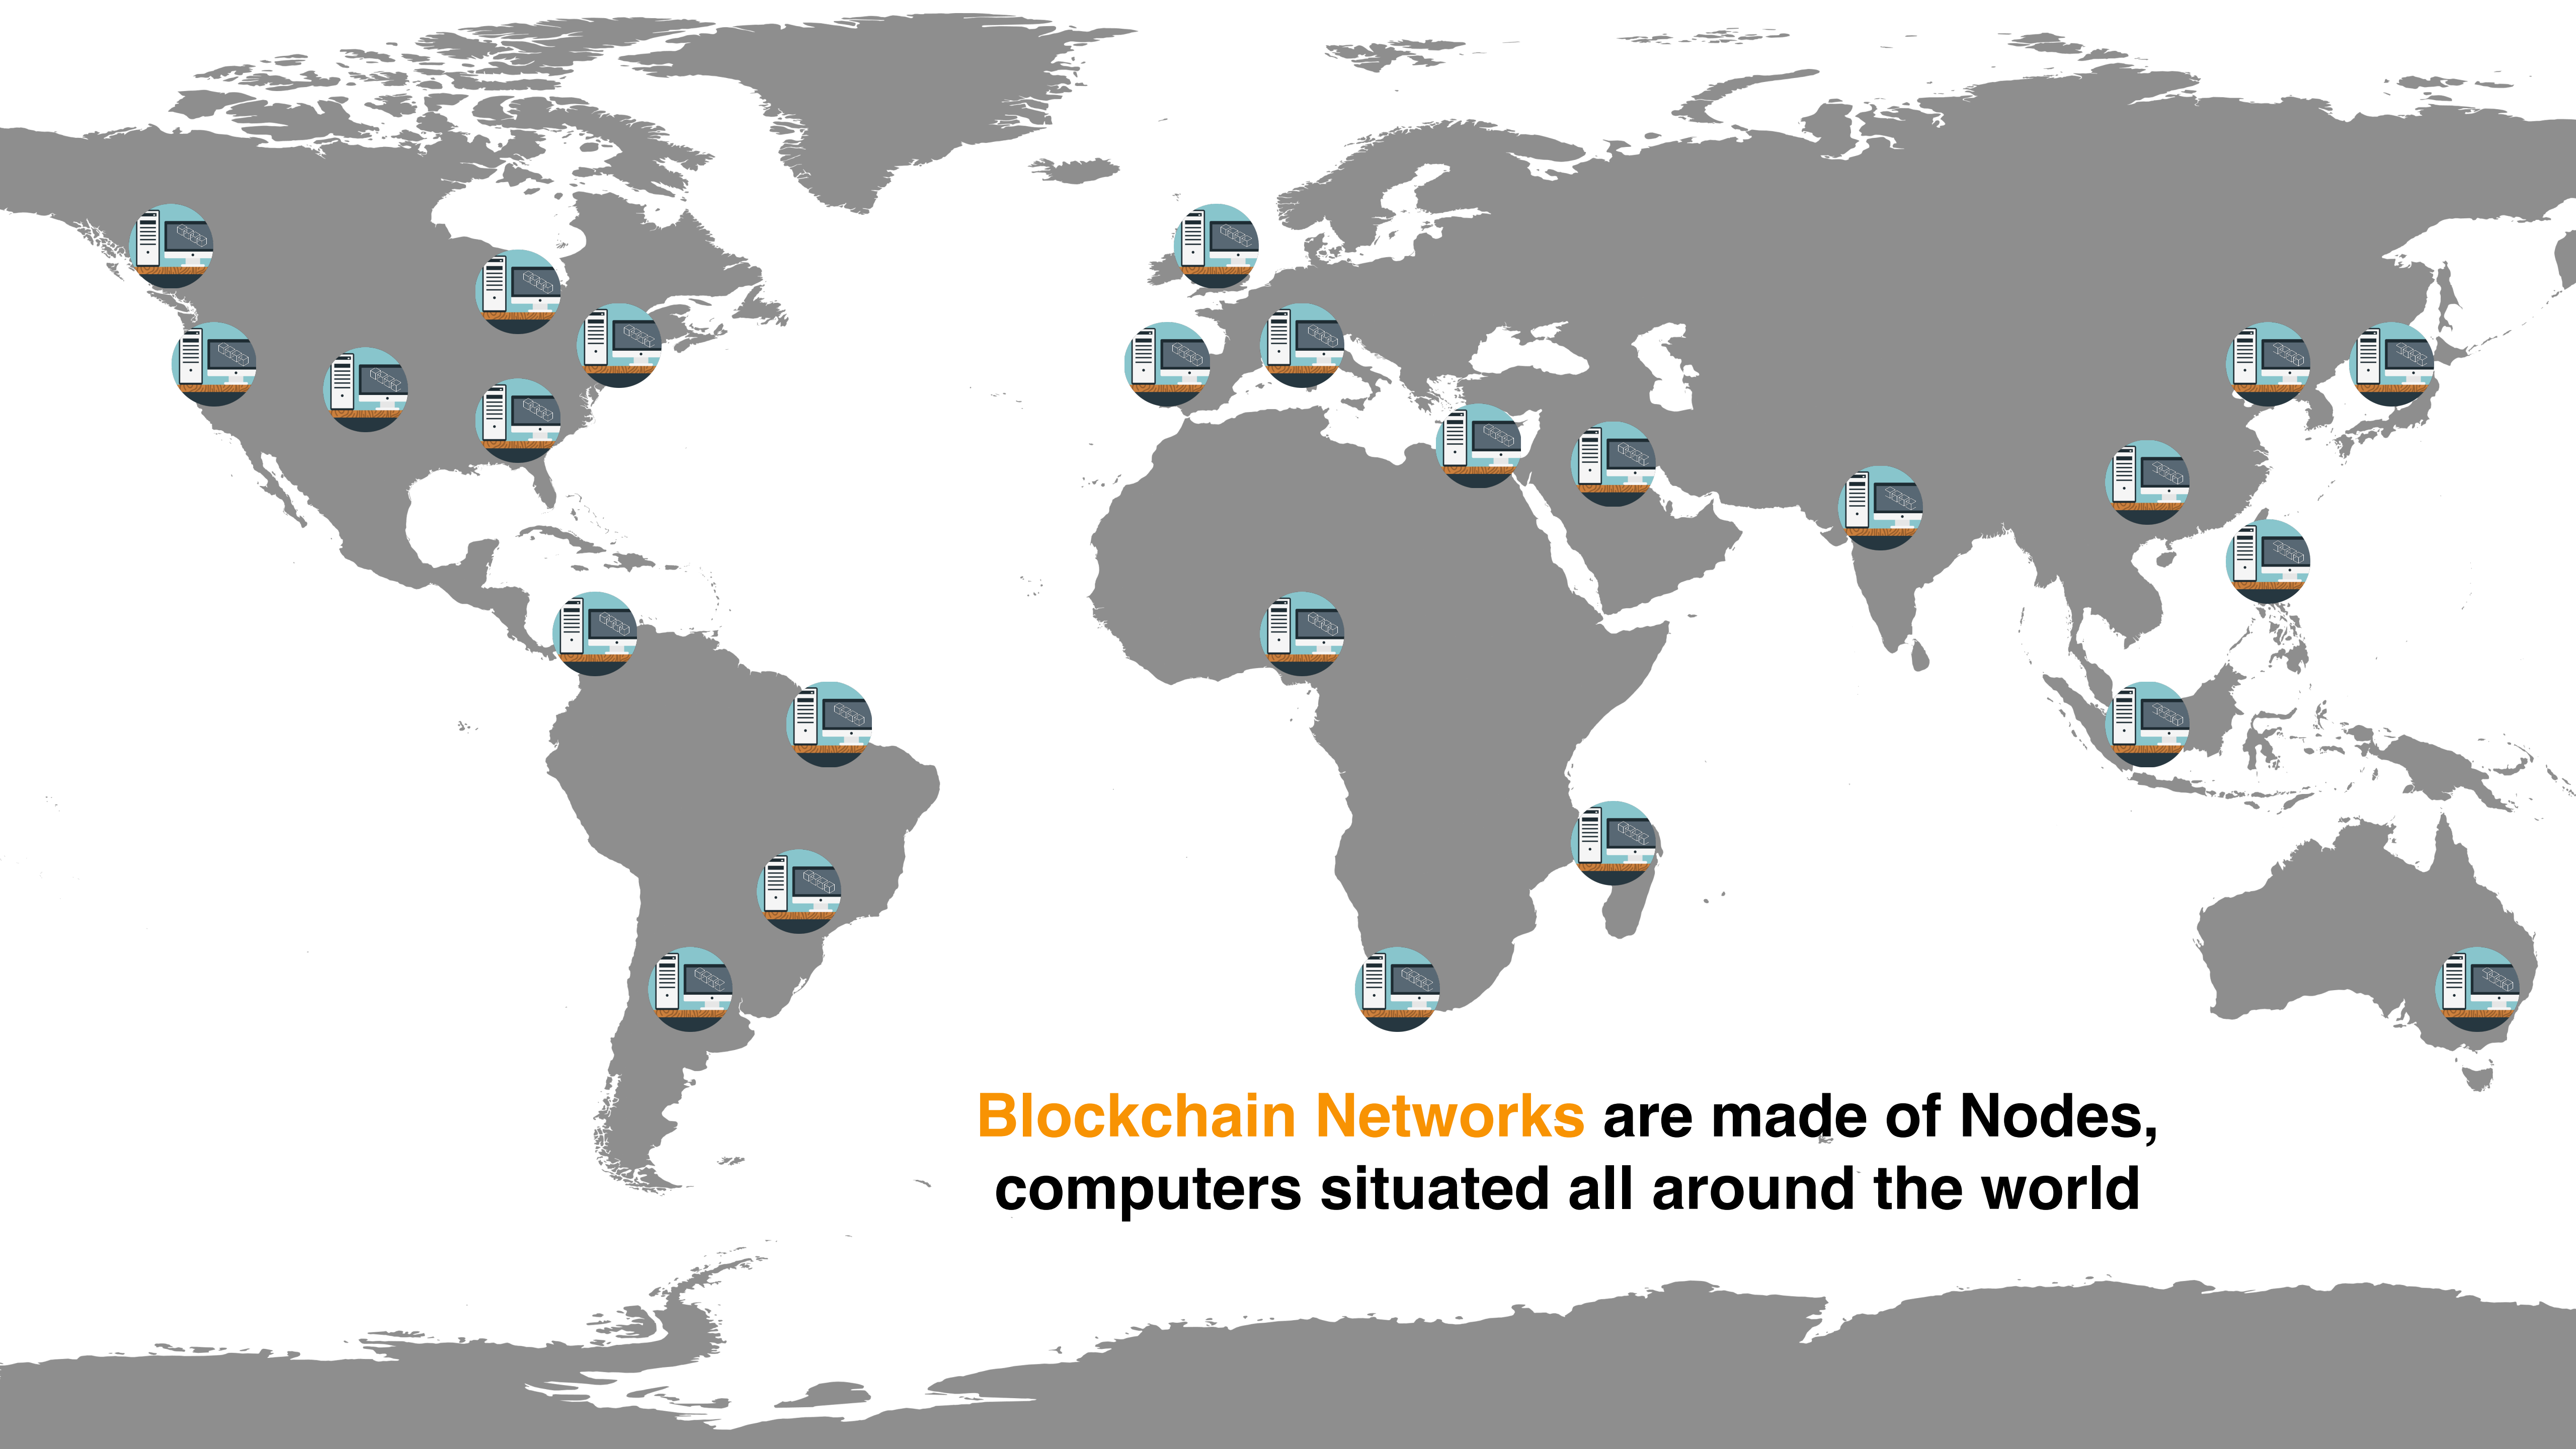 Blockchain Networks are made of Nodes,
computers situated all around the world